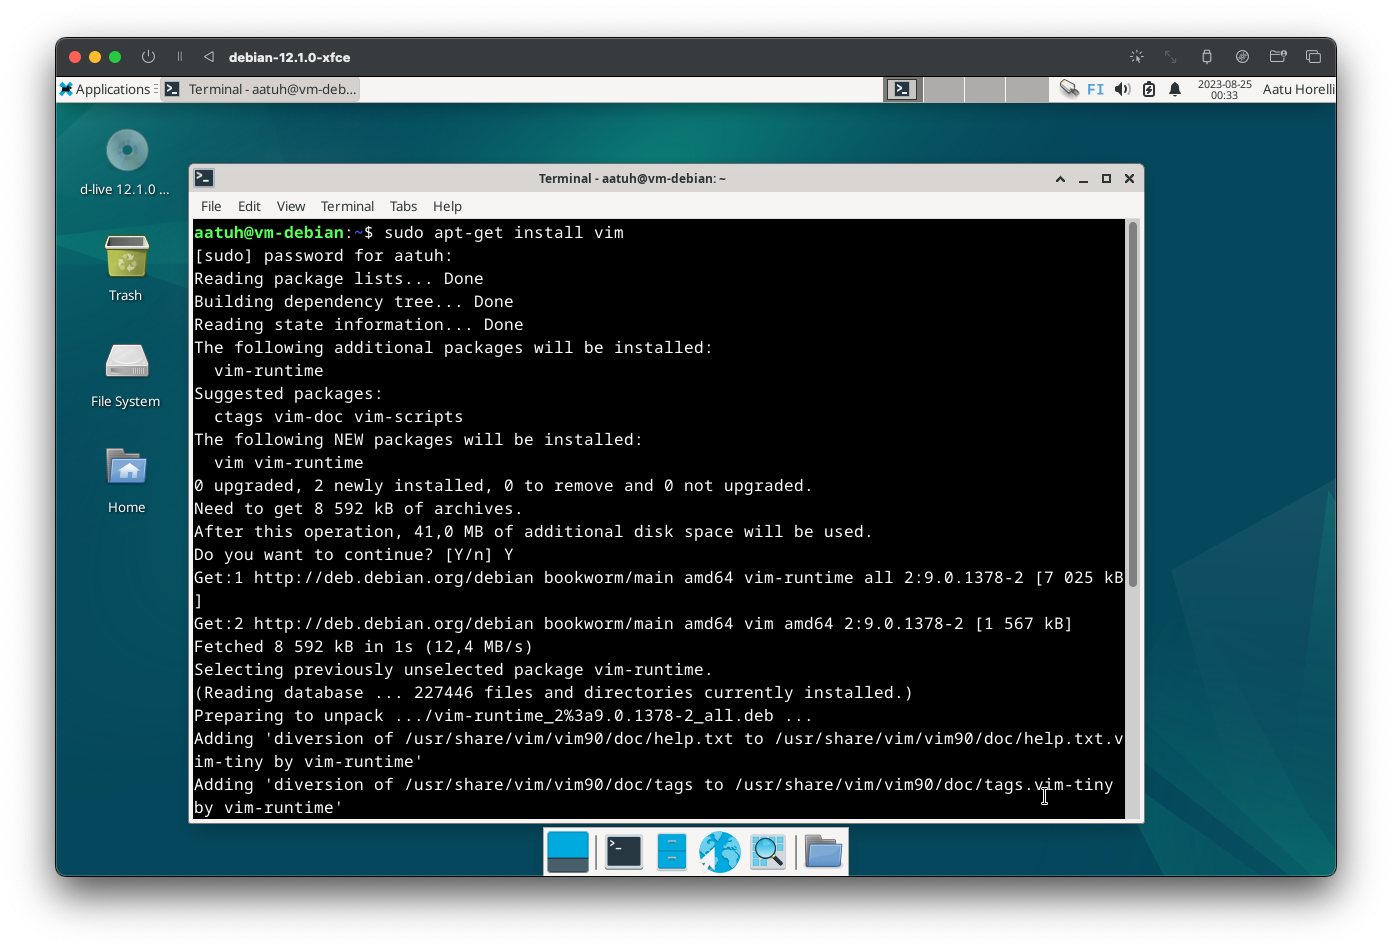 debian-12.1.0-xfce
Applications
Terminal - aatuh@vm-deb...
FI
2023-08-25
00:33
Aatu Horelli
d-live 12.1.0 ...
Trash
File System
Home
Terminal - aatuh@vm-debian: ~
File Edit View Terminal Tabs Help
aatuh@vm-debian:~$ sudo apt-get install vim
[sudo] password for aatuh:
Reading package lists... Done
Building dependency tree... Done
Reading state information... Done
The following additional packages will be installed:
  vim-runtime
Suggested packages:
  ctags vim-doc vim-scripts
The following NEW packages will be installed:
  vim vim-runtime
0 upgraded, 2 newly installed, 0 to remove and 0 not upgraded.
Need to get 8 592 kB of archives.
After this operation, 41,0 MB of additional disk space will be used.
Do you want to continue? [Y/n] Y
Get:1 http://deb.debian.org/debian bookworm/main amd64 vim-runtime all 2:9.0.1378-2 [7 025 kB
]
Get:2 http://deb.debian.org/debian bookworm/main amd64 vim amd64 2:9.0.1378-2 [1 567 kB]
Fetched 8 592 kB in 1s (12,4 MB/s)
Selecting previously unselected package vim-runtime.
(Reading database ... 227446 files and directories currently installed.)
Preparing to unpack .../vim-runtime_2%3a9.0.1378-2_all.deb ...
Adding 'diversion of /usr/share/vim/vim90/doc/help.txt to /usr/share/vim/vim90/doc/help.txt.v
im-tiny by vim-runtime'
Adding 'diversion of /usr/share/vim/vim90/doc/tags to /usr/share/vim/vim90/doc/tags.vim-tiny
by vim-runtime'